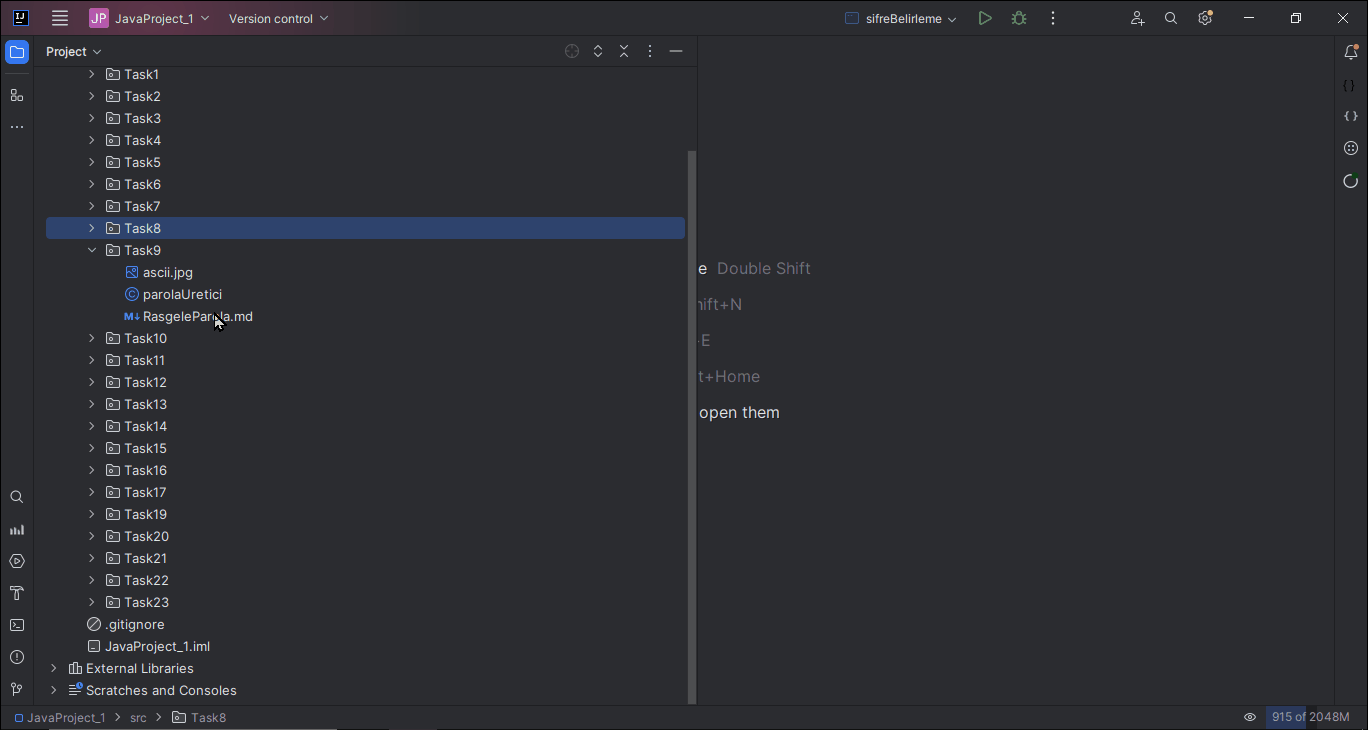 JP JavaProject_1 Version control sifreBelirleme
Project
Task1
Task2
Task3
Task4
Task5
Task6
Task7
Task8
Task9
ascii.jpg
parolaUretici
RasgeleParola.md
Task10
Task11
Task12
Task13
Task14
Task15
Task16
Task17
Task19
Task20
Task21
Task22
Task23
.gitignore
JavaProject_1.iml
External Libraries
Scratches and Consoles
e Double Shift
hift+N
+E
t+Home
open them
JavaProject_1 > src > Task8
915 of 2048M